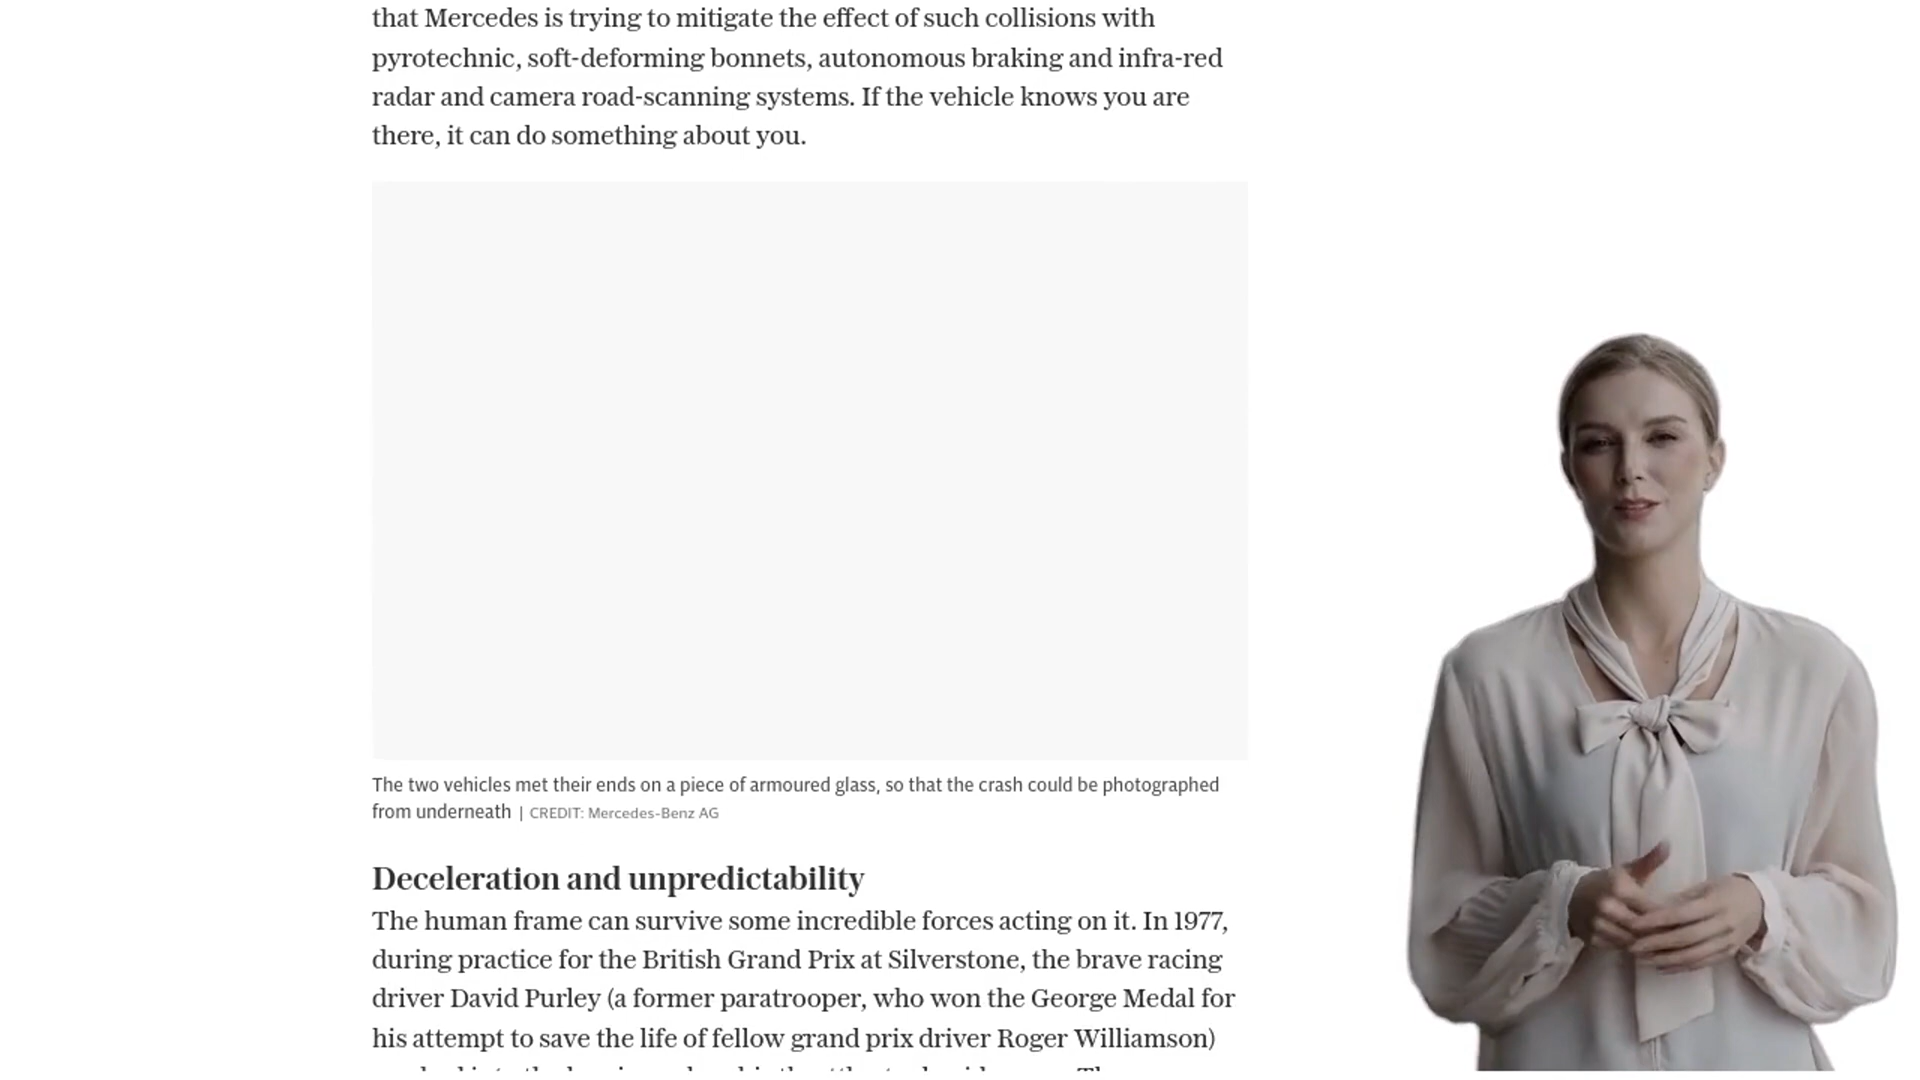 that Mercedes is trying to mitigate the effect of such collisions with
pyrotechnic, soft-deforming bonnets, autonomous braking and infra-red
radar and camera road-scanning systems. If the vehicle knows you are
there, it can do something about you.
The two vehicles met their ends on a piece of armoured glass, so that the crash could be photographed
from underneath | CREDIT: Mercedes-Benz AG
Deceleration and unpredictability
The human frame can survive some incredible forces acting on it. In 1977,
during practice for the British Grand Prix at Silverstone, the brave racing
driver David Purley (a former paratrooper, who won the George Medal for
his attempt to save the life of fellow grand prix driver Roger Williamson)